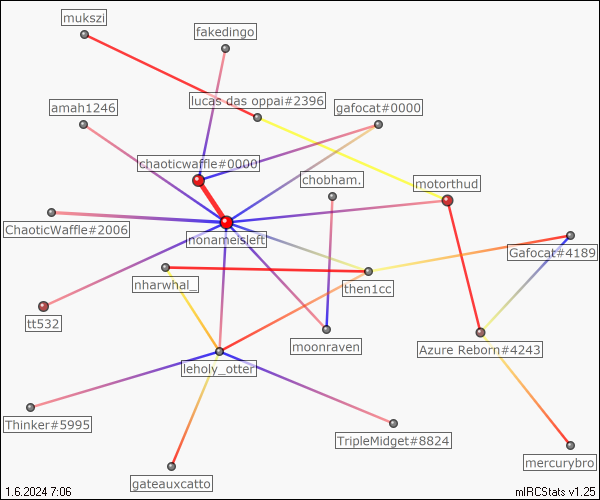 mukszi
fakedingo
lucas das oppai#2396
amah1246
gafocat#0000
chaoticwaffle#0000
chobham.
motorthud
ChaoticWaffle#2006
nonameisleft
Gafocat#4189
nharwhal_
then1cc
tt532
moonraven
Azure Reborn#4243
leholy_otter
Thinker#5995
TripleMidget#8824
mercurybro
gateauxcatto
1.6.2024 7:06
mIRCStats v1.25